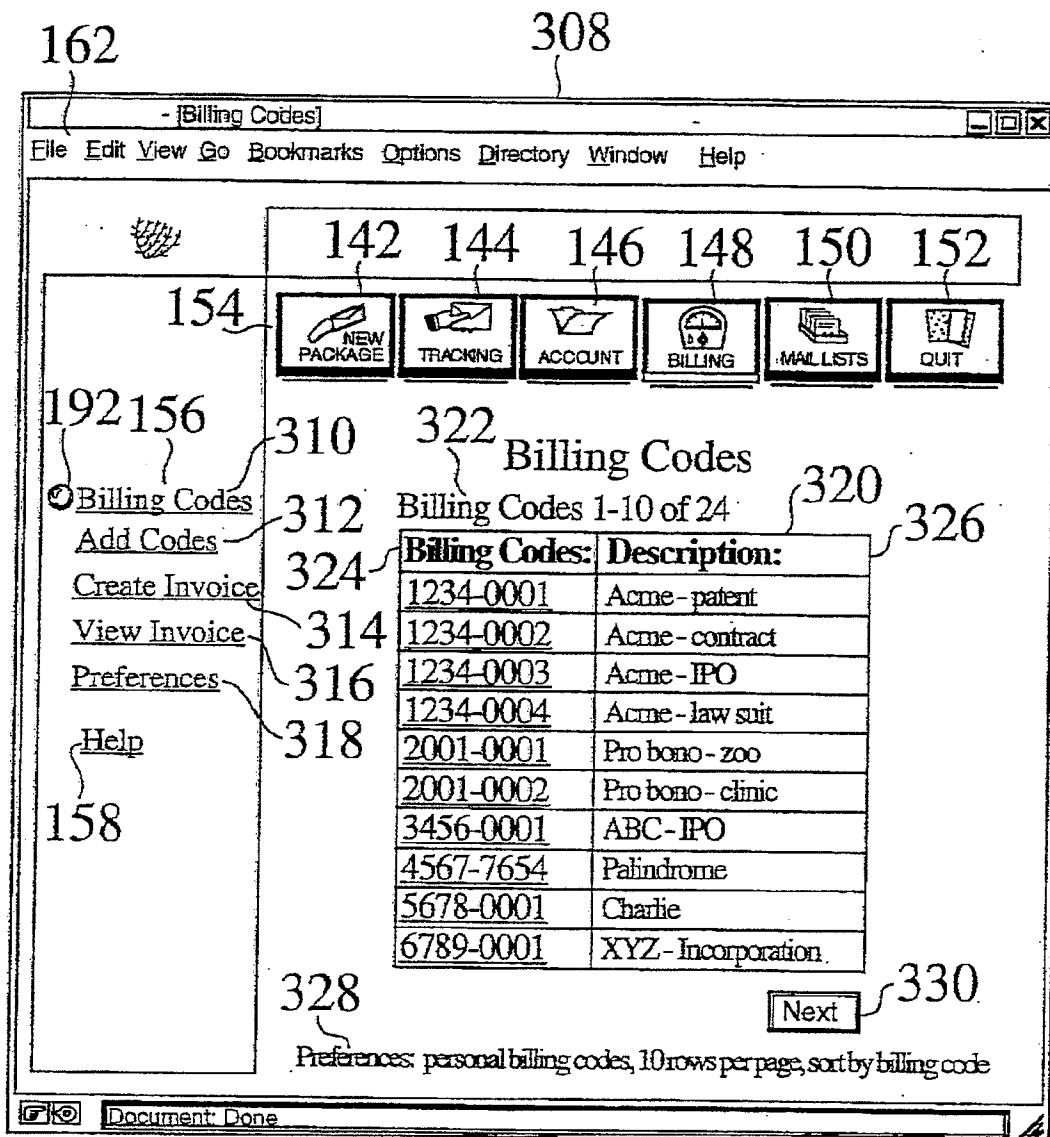 162 308
- [Billing Codes]
File Edit View Go Bookmarks Options Directory Window Help
142 144 146 148 150 152
154
NEW PACKAGE TRACKING ACCOUNT BILLING MAIL LISTS QUIT
192 156 310 322
Billing Codes
Billing Codes 312 Billing Codes 1-10 of 24 320
Add Codes 324 Billing Codes: Description: 326
Create Invoice 1234-0001 Acme - patent
View Invoice 314 1234-0002 Acme - contract
Preferences 316 1234-0003 Acme - IPO
318 1234-0004 Acme - law suit
Help 2001-0001 Pro bono - zoo
158 2001-0002 Pro bono - clinic
3456-0001 ABC - IPO
4567-7654 Palindrome
5678-0001 Charlie
6789-0001 XYZ - Incorporation
328 Next 330
Preferences: personal billing codes, 10 rows per page, sort by billing code
Document: Done